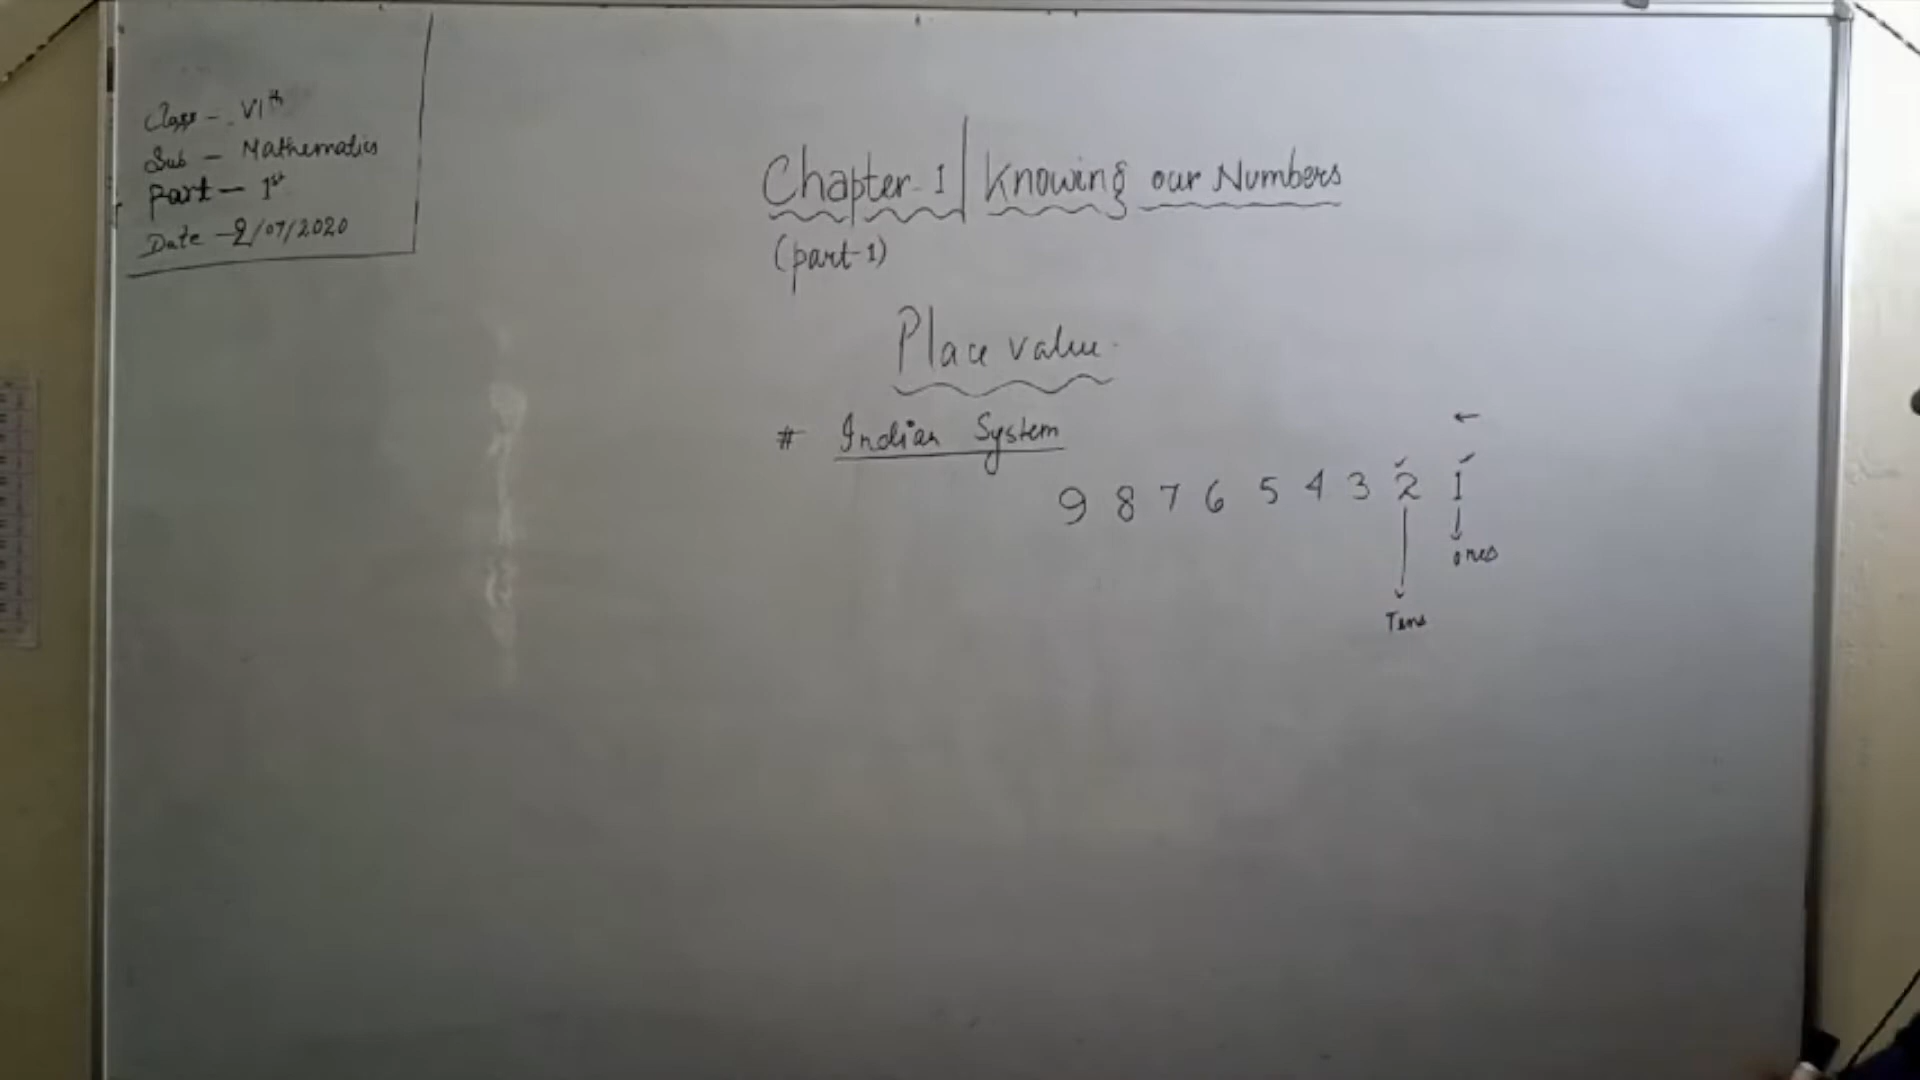 Class - VIth
Sub - Mathematics
Part - 1st
Date - 2/07/2020
Chapter-1 | Knowing our Numbers
(part-1)
Place value
# Indian System
←
9 8 7 6 5 4 3 2 1
ones
Tens